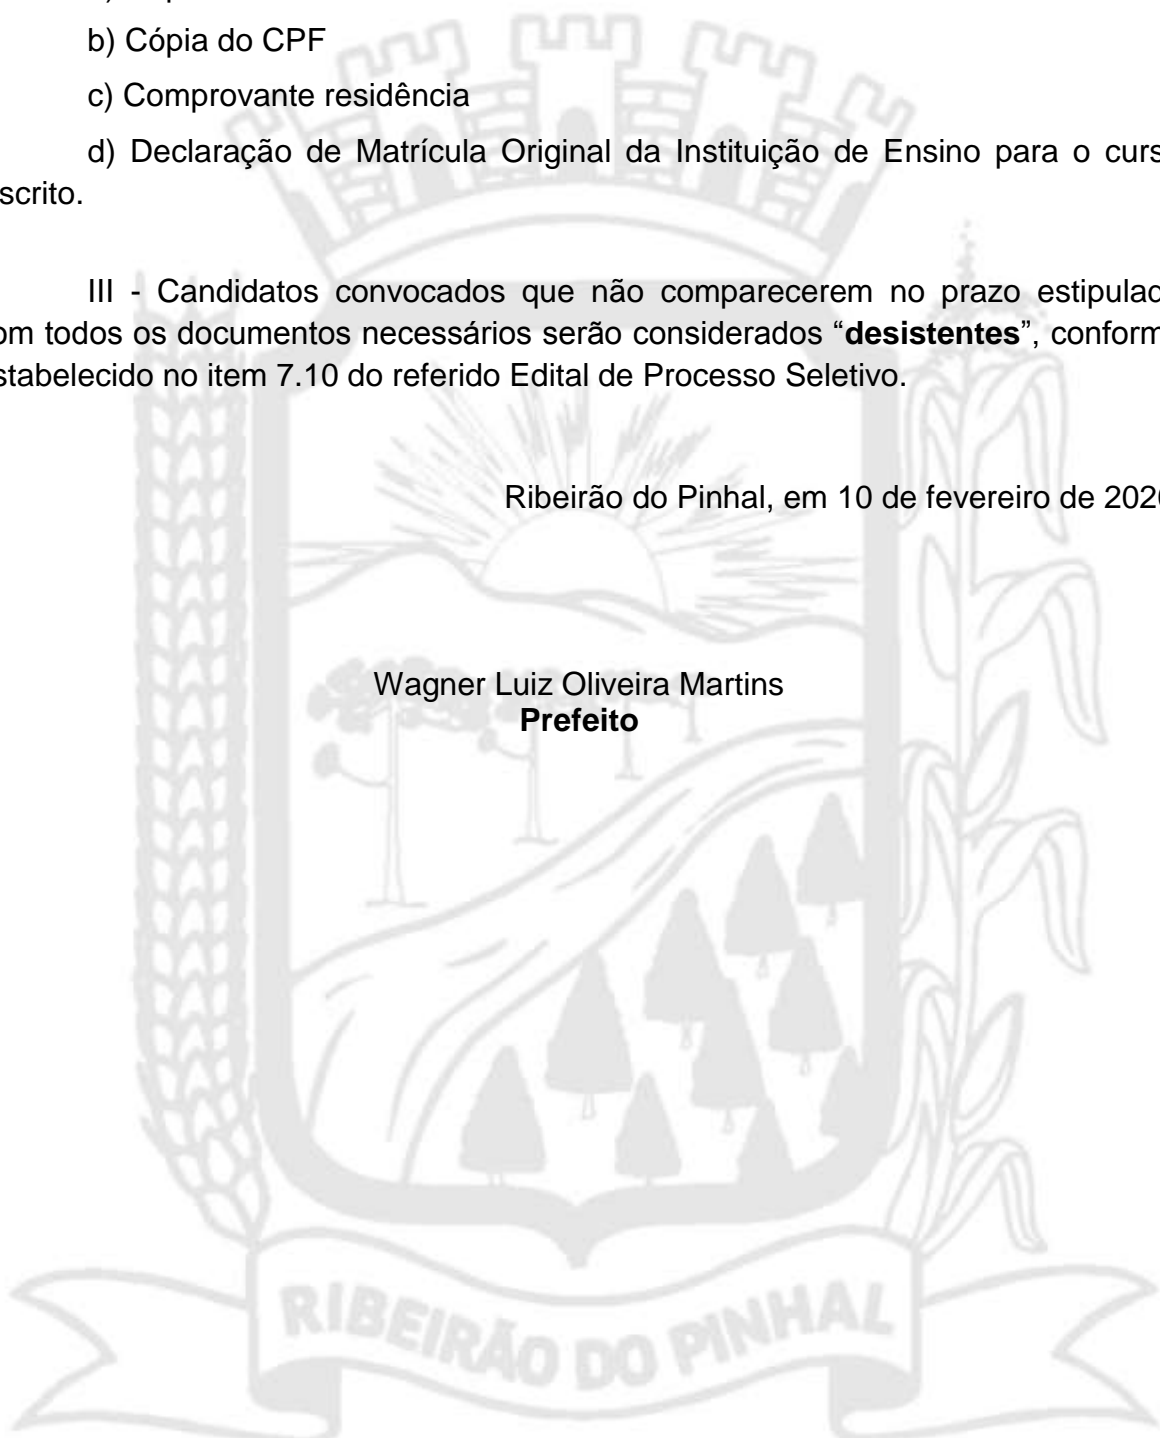 b) Cópia do CPF
c) Comprovante residência
d) Declaração de Matrícula Original da Instituição de Ensino para o curs
scrito.
III - Candidatos convocados que não comparecerem no prazo estipulad
om todos os documentos necessários serão considerados “desistentes”, conform
stabelecido no item 7.10 do referido Edital de Processo Seletivo.
Ribeirão do Pinhal, em 10 de fevereiro de 2020
Wagner Luiz Oliveira Martins
Prefeito
RIBEIRÃO DO PINHAL